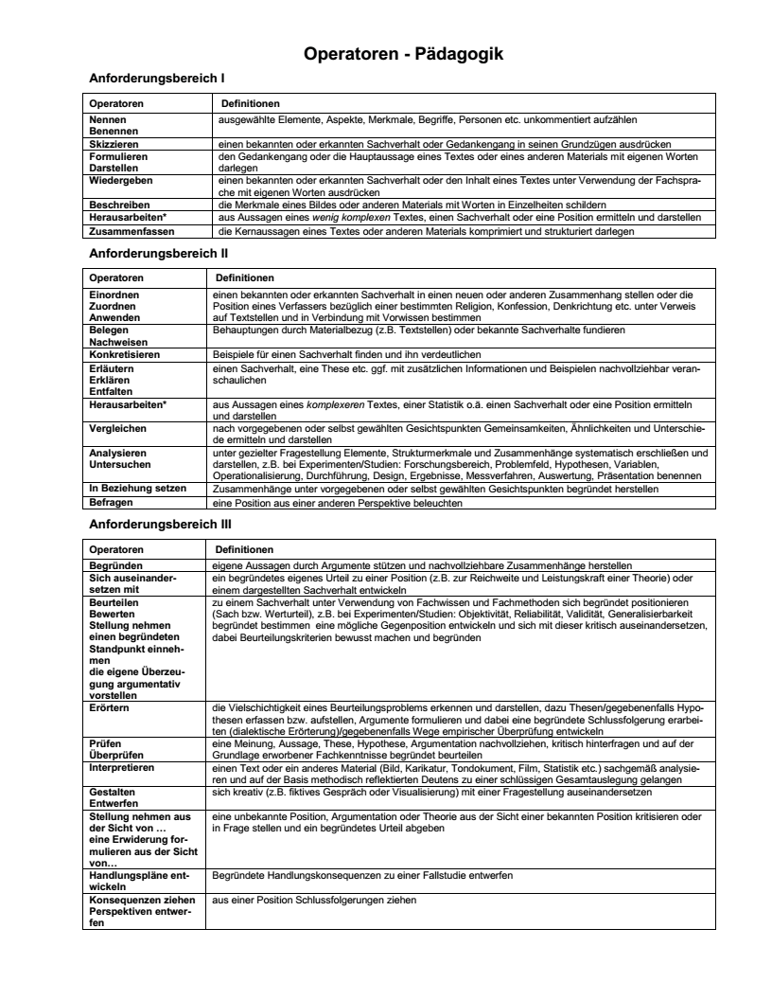 Operatoren - Pädagogik
Anforderungsbereich I
Operatoren Definitionen
Nennen ausgewählte Elemente, Aspekte, Merkmale, Begriffe, Personen etc. unkommentiert aufzählen
Benennen
Skizzieren einen bekannten oder erkannten Sachverhalt oder Gedankengang in seinen Grundzügen ausdrücken
Formulieren den Gedankengang oder die Hauptaussage eines Textes oder eines anderen Materials mit eigenen Worten
Darstellen darlegen
Wiedergeben einen bekannten oder erkannten Sachverhalt oder den Inhalt eines Textes unter Verwendung der Fachspra-
che mit eigenen Worten ausdrücken
Beschreiben die Merkmale eines Bildes oder anderen Materials mit Worten in Einzelheiten schildern
Herausarbeiten* aus Aussagen eines wenig komplexen Textes, einen Sachverhalt oder eine Position ermitteln und darstellen
Zusammenfassen die Kernaussagen eines Textes oder anderen Materials komprimiert und strukturiert darlegen
Anforderungsbereich II
Operatoren Definitionen
Einordnen einen bekannten oder erkannten Sachverhalt in einen neuen oder anderen Zusammenhang stellen oder die
Zuordnen Position eines Verfassers bezüglich einer bestimmten Religion, Konfession, Denkrichtung etc. unter Verweis
Anwenden auf Textstellen und in Verbindung mit Vorwissen bestimmen
Belegen Behauptungen durch Materialbezug (z.B. Textstellen) oder bekannte Sachverhalte fundieren
Nachweisen
Konkretisieren Beispiele für einen Sachverhalt finden und ihn verdeutlichen
Erläutern einen Sachverhalt, eine These etc. ggf. mit zusätzlichen Informationen und Beispielen nachvollziehbar veran-
Erklären schaulichen
Entfalten
Herausarbeiten* aus Aussagen eines komplexeren Textes, einer Statistik o.ä. einen Sachverhalt oder eine Position ermitteln
und darstellen
Vergleichen nach vorgegebenen oder selbst gewählten Gesichtspunkten Gemeinsamkeiten, Ähnlichkeiten und Unterschie-
de ermitteln und darstellen
Analysieren unter gezielter Fragestellung Elemente, Strukturmerkmale und Zusammenhänge systematisch erschließen und
Untersuchen darstellen, z.B. bei Experimenten/Studien: Forschungsbereich, Problemfeld, Hypothesen, Variablen,
Operationalisierung, Durchführung, Design, Ergebnisse, Messverfahren, Auswertung, Präsentation benennen
In Beziehung setzen Zusammenhänge unter vorgegebenen oder selbst gewählten Gesichtspunkten begründet herstellen
Befragen eine Position aus einer anderen Perspektive beleuchten
Anforderungsbereich III
Operatoren Definitionen
Begründen eigene Aussagen durch Argumente stützen und nachvollziehbare Zusammenhänge herstellen
Sich auseinander- ein begründetes eigenes Urteil zu einer Position (z.B. zur Reichweite und Leistungskraft einer Theorie) oder
setzen mit einem dargestellten Sachverhalt entwickeln
Beurteilen zu einem Sachverhalt unter Verwendung von Fachwissen und Fachmethoden sich begründet positionieren
Bewerten (Sach bzw. Werturteil), z.B. bei Experimenten/Studien: Objektivität, Reliabilität, Validität, Generalisierbarkeit
Stellung nehmen begründet bestimmen eine mögliche Gegenposition entwickeln und sich mit dieser kritisch auseinandersetzen,
einen begründeten dabei Beurteilungskriterien bewusst machen und begründen
Standpunkt einneh-
men
die eigene Überzeu-
gung argumentativ
vorstellen
Erörtern die Vielschichtigkeit eines Beurteilungsproblems erkennen und darstellen, dazu Thesen/gegebenenfalls Hypo-
thesen erfassen bzw. aufstellen, Argumente formulieren und dabei eine begründete Schlussfolgerung erarbei-
ten (dialektische Erörterung)/gegebenenfalls Wege empirischer Überprüfung entwickeln
Prüfen eine Meinung, Aussage, These, Hypothese, Argumentation nachvollziehen, kritisch hinterfragen und auf der
Überprüfen Grundlage erworbener Fachkenntnisse begründet beurteilen
Interpretieren einen Text oder ein anderes Material (Bild, Karikatur, Tondokument, Film, Statistik etc.) sachgemäß analysie-
ren und auf der Basis methodisch reflektierten Deutens zu einer schlüssigen Gesamtauslegung gelangen
Gestalten sich kreativ (z.B. fiktives Gespräch oder Visualisierung) mit einer Fragestellung auseinandersetzen
Entwerfen
Stellung nehmen aus eine unbekannte Position, Argumentation oder Theorie aus der Sicht einer bekannten Position kritisieren oder
der Sicht von ... in Frage stellen und ein begründetes Urteil abgeben
eine Erwiderung for-
mulieren aus der Sicht
von...
Handlungspläne ent- Begründete Handlungskonsequenzen zu einer Fallstudie entwerfen
wickeln
Konsequenzen ziehen aus einer Position Schlussfolgerungen ziehen
Perspektiven entwer-
fen